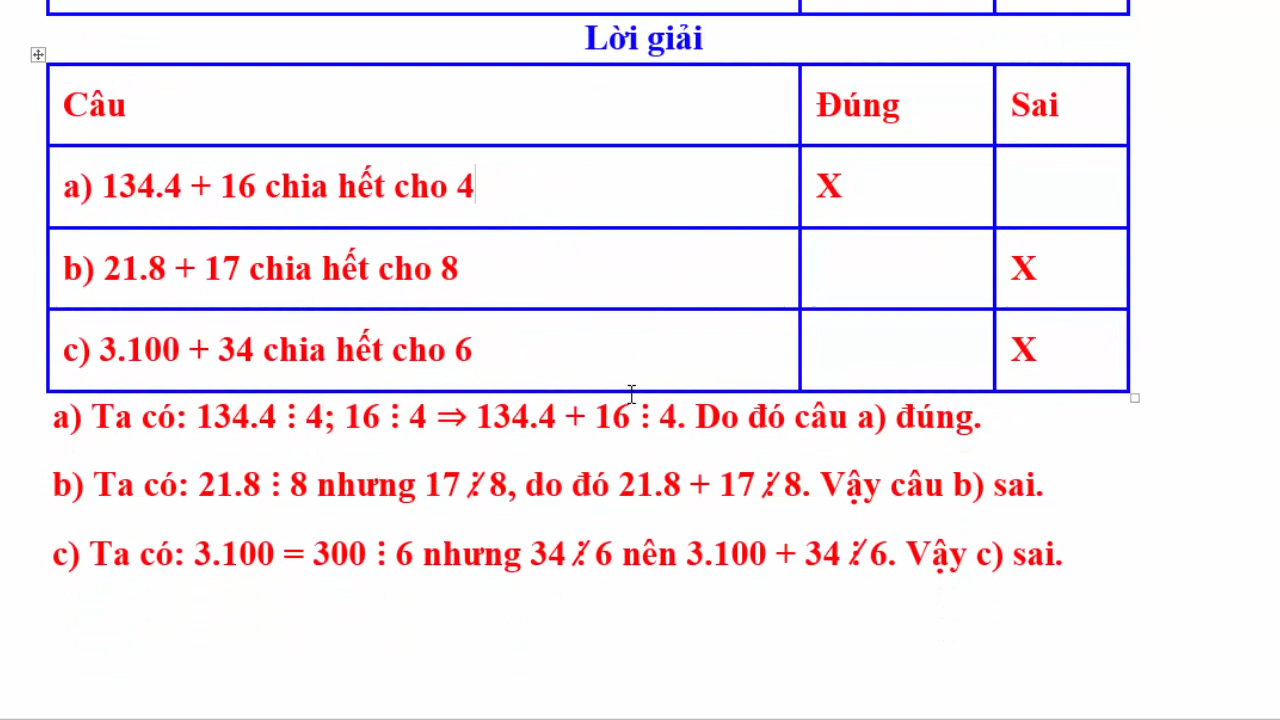 Lời giải
Câu Đúng Sai
a) 134.4 + 16 chia hết cho 4 X
b) 21.8 + 17 chia hết cho 8 X
c) 3.100 + 34 chia hết cho 6 X
a) Ta có: 134.4 ⋮ 4; 16 ⋮ 4 ⇒ 134.4 + 16 ⋮ 4. Do đó câu a) đúng.
b) Ta có: 21.8 ⋮ 8 nhưng 17 ⋮̸ 8, do đó 21.8 + 17 ⋮̸ 8. Vậy câu b) sai.
c) Ta có: 3.100 = 300 ⋮ 6 nhưng 34 ⋮̸ 6 nên 3.100 + 34 ⋮̸ 6. Vậy c) sai.